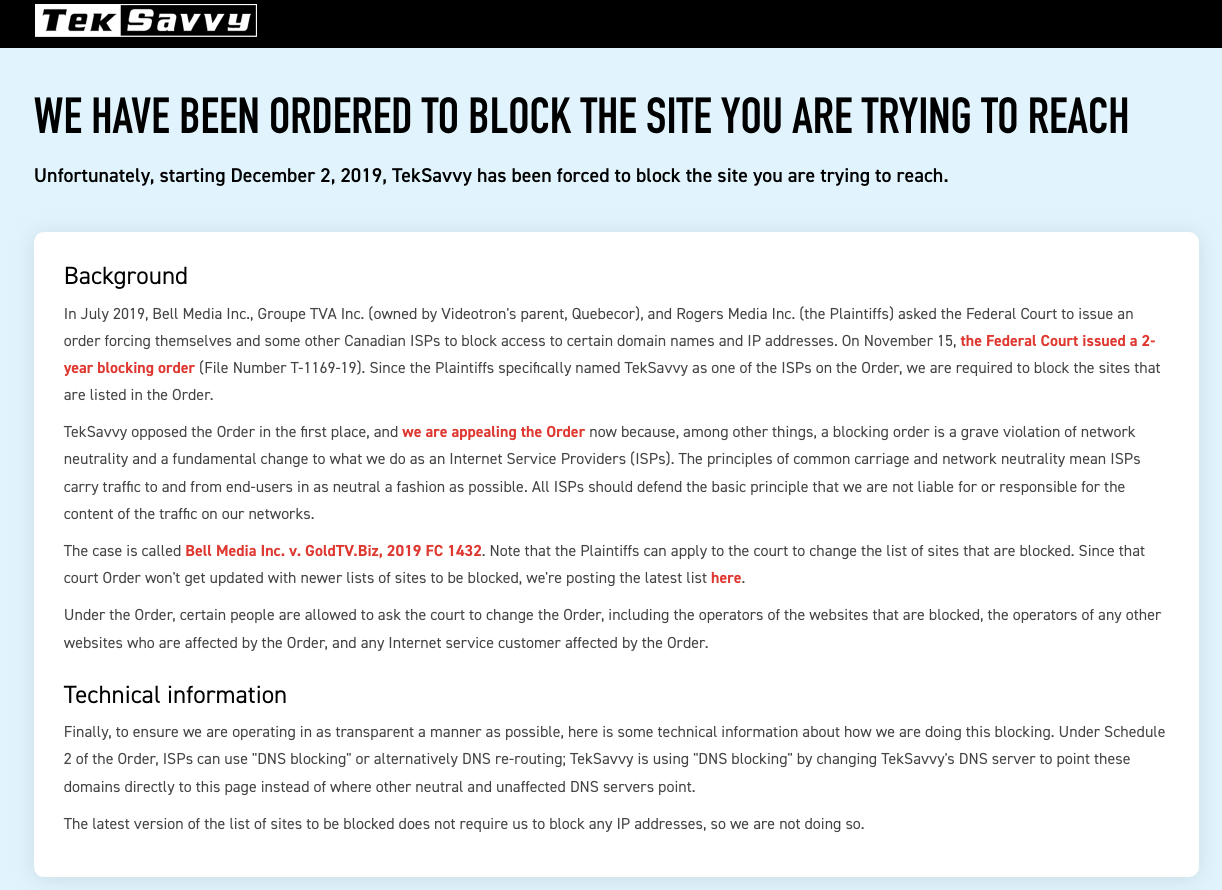 TekSavvy
WE HAVE BEEN ORDERED TO BLOCK THE SITE YOU ARE TRYING TO REACH
Unfortunately, starting December 2, 2019, TekSavvy has been forced to block the site you are trying to reach.
Background
In July 2019, Bell Media Inc., Groupe TVA Inc. (owned by Videotron's parent, Quebecor), and Rogers Media Inc. (the Plaintiffs) asked the Federal Court to issue an
order forcing themselves and some other Canadian ISPs to block access to certain domain names and IP addresses. On November 15, the Federal Court issued a 2-
year blocking order (File Number T-1169-19). Since the Plaintiffs specifically named TekSavvy as one of the ISPs on the Order, we are required to block the sites that
are listed in the Order.
TekSavvy opposed the Order in the first place, and we are appealing the Order now because, among other things, a blocking order is a grave violation of network
neutrality and a fundamental change to what we do as an Internet Service Providers (ISPs). The principles of common carriage and network neutrality mean ISPs
carry traffic to and from end-users in as neutral a fashion as possible. All ISPs should defend the basic principle that we are not liable for or responsible for the
content of the traffic on our networks.
The case is called Bell Media Inc. v. GoldTV.Biz, 2019 FC 1432. Note that the Plaintiffs can apply to the court to change the list of sites that are blocked. Since that
court Order won't get updated with newer lists of sites to be blocked, we're posting the latest list here.
Under the Order, certain people are allowed to ask the court to change the Order, including the operators of the websites that are blocked, the operators of any other
websites who are affected by the Order, and any Internet service customer affected by the Order.
Technical information
Finally, to ensure we are operating in as transparent a manner as possible, here is some technical information about how we are doing this blocking. Under Schedule
2 of the Order, ISPs can use "DNS blocking" or alternatively DNS re-routing; TekSavvy is using "DNS blocking" by changing TekSavvy's DNS server to point these
domains directly to this page instead of where other neutral and unaffected DNS servers point.
The latest version of the list of sites to be blocked does not require us to block any IP addresses, so we are not doing so.